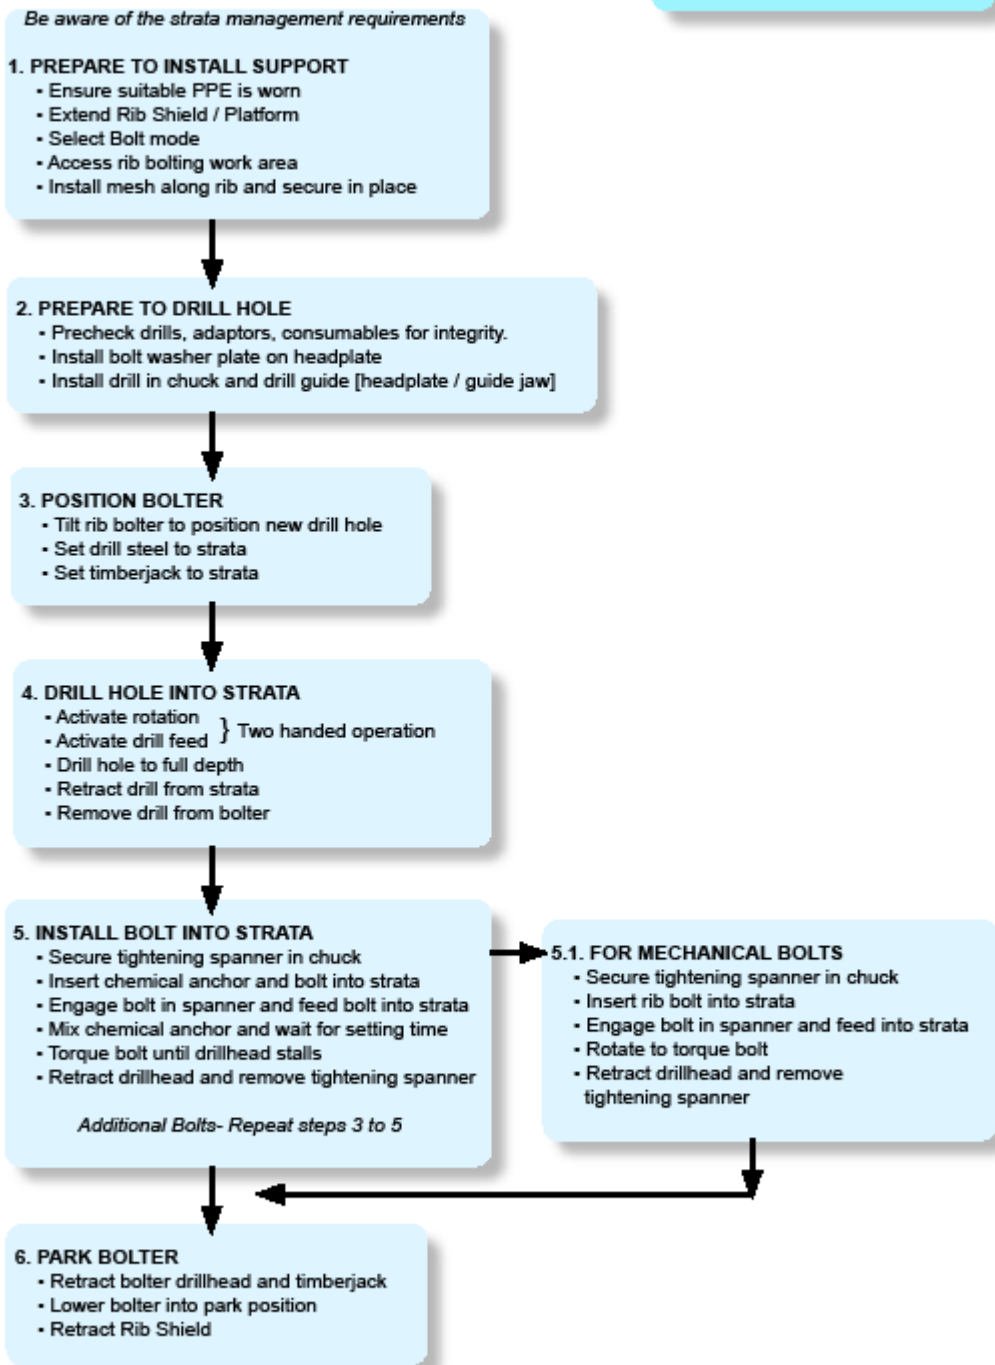 Be aware of the strata management requirements
1. PREPARE TO INSTALL SUPPORT
- Ensure suitable PPE is worn
- Extend Rib Shield / Platform
- Select Bolt mode
- Access rib bolting work area
- Install mesh along rib and secure in place
2. PREPARE TO DRILL HOLE
- Precheck drills, adaptors, consumables for integrity.
- Install bolt washer plate on headplate
- Install drill in chuck and drill guide [headplate / guide jaw]
3. POSITION BOLTER
- Tilt rib bolter to position new drill hole
- Set drill steel to strata
- Set timberjack to strata
4. DRILL HOLE INTO STRATA
- Activate rotation
- Activate drill feed
} Two handed operation
- Drill hole to full depth
- Retract drill from strata
- Remove drill from bolter
5. INSTALL BOLT INTO STRATA
- Secure tightening spanner in chuck
- Insert chemical anchor and bolt into strata
- Engage bolt in spanner and feed bolt into strata
- Mix chemical anchor and wait for setting time
- Torque bolt until drillhead stalls
- Retract drillhead and remove tightening spanner
Additional Bolts- Repeat steps 3 to 5
5.1. FOR MECHANICAL BOLTS
- Secure tightening spanner in chuck
- Insert rib bolt into strata
- Engage bolt in spanner and feed into strata
- Rotate to torque bolt
- Retract drillhead and remove
tightening spanner
6. PARK BOLTER
- Retract bolter drillhead and timberjack
- Lower bolter into park position
- Retract Rib Shield